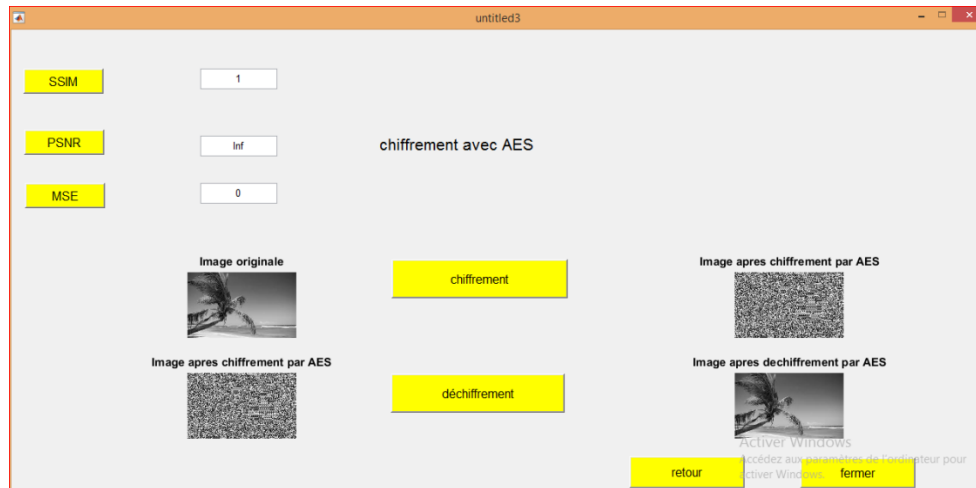 untitled3
SSIM
1
PSNR
Inf
chiffrement avec AES
MSE
0
Image originale
chiffrement
Image apres chiffrement par AES
Image apres chiffrement par AES
déchiffrement
Image apres dechiffrement par AES
Activer Windows
Accédez aux paramètres de l'ordinateur pour
activer Windows.
retour
fermer